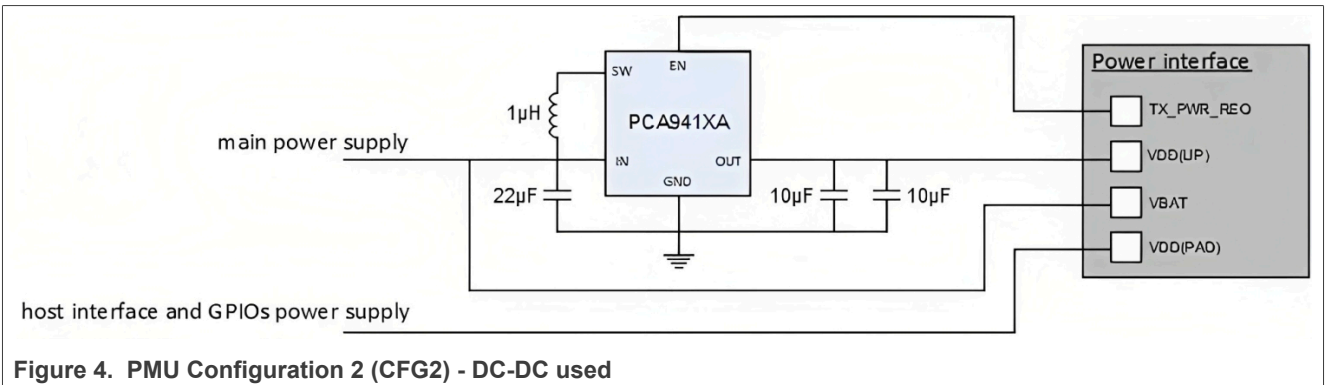 Power interface
SW
EN
TX_PWR_REO
1µH
PCA941XA
main power supply
IN
OUT
VDD(UP)
GND
22µF
10µF
10µF
VBAT
VDD(PAD)
host interface and GPIOs power supply
Figure 4. PMU Configuration 2 (CFG2) - DC-DC used